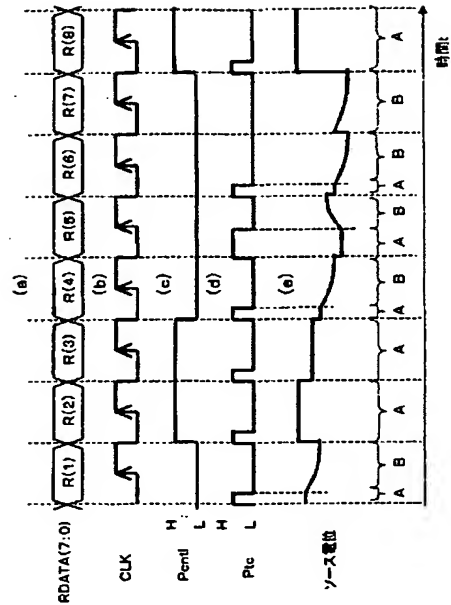 (a)
RDATA(7:0) R(1) R(2) R(3) R(4) R(5) R(6) R(7) R(8)
(b)
CLK
(c)
Pcntl H L
(d)
Ptc H L
(e)
ソース電位
A B A A A B A B A B B A
時間t